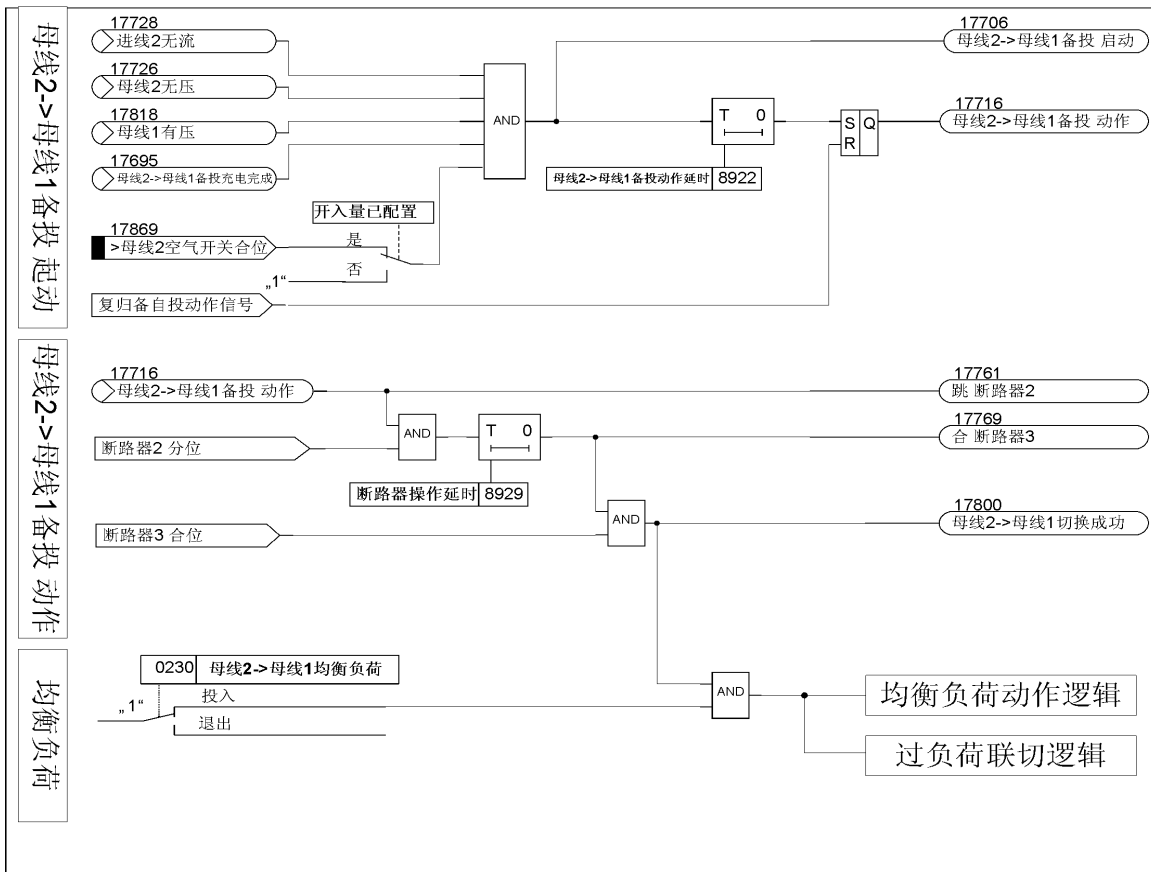 母线2->母线1备投 起动
17728
进线2无流
17726
母线2无压
17818
母线1有压
17695
母线2->母线1备投充电完成
17869
>母线2空气开关合位
开入量已配置
是
否
„1“
复归备自投动作信号
AND
T 0
母线2->母线1备投动作延时 8922
S Q
R
17706
母线2->母线1备投 启动
17716
母线2->母线1备投 动作
母线2->母线1备投 动作
17716
母线2->母线1备投 动作
断路器2 分位
AND
T 0
断路器操作延时 8929
断路器3 合位
AND
17761
跳 断路器2
17769
合 断路器3
17800
母线2->母线1切换成功
均衡负荷
0230 母线2->母线1均衡负荷
„1“
投入
退出
AND
均衡负荷动作逻辑
过负荷联切逻辑